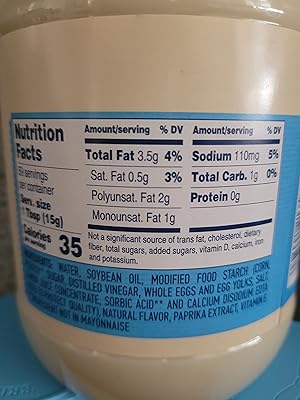 Nutrition
Facts
servings
per container
Serv. size
1 Tbsp (15g)
Calories
per serving
35
Amount/serving % DV
Total Fat 3.5g 4%
Sat. Fat 0.5g 3%
Polyunsat. Fat 2g
Monounsat. Fat 1g
Amount/serving % DV
Sodium 110mg 5%
Total Carb. 1g 0%
Protein 0g
Not a significant source of trans fat, cholesterol, dietary
fiber, total sugars, added sugars, vitamin D, calcium, iron
and potassium.
WATER, SOYBEAN OIL, MODIFIED FOOD STARCH (CORN,
DISTILLED VINEGAR, WHOLE EGGS AND EGG YOLKS, SALT,
JUICE CONCENTRATE, SORBIC ACID** AND CALCIUM DISODIUM EDTA
PROTECT QUALITY), NATURAL FLAVOR, PAPRIKA EXTRACT, VITAMIN E.
NOT IN MAYONNAISE